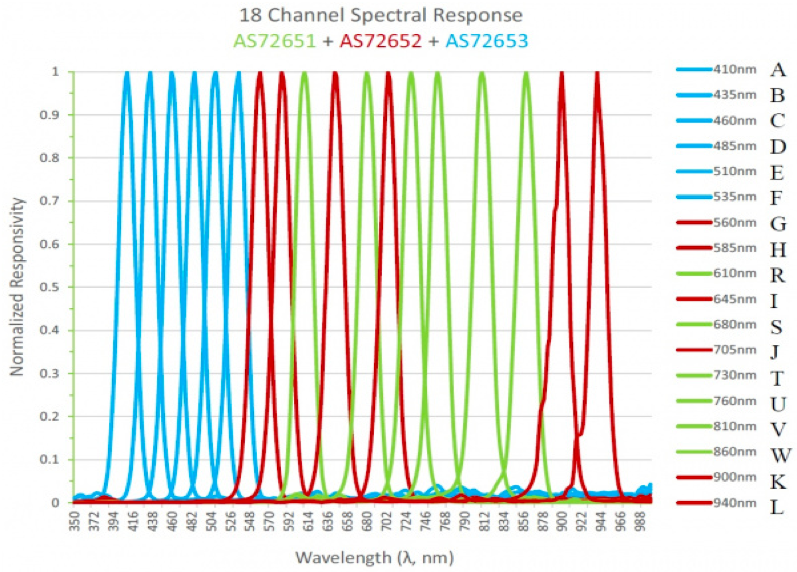 18 Channel Spectral Response
AS72651 + AS72652 + AS72653
Normalized Responsivity
1
0.9
0.8
0.7
0.6
0.5
0.4
0.3
0.2
0.1
0
350 372 394 416 438 460 482 504 526 548 570 592 614 636 658 680 702 724 746 768 790 812 834 856 878 900 922 944 966 988
Wavelength (λ, nm)
410nm A
435nm B
460nm C
485nm D
510nm E
535nm F
560nm G
585nm H
610nm R
645nm I
680nm S
705nm J
730nm T
760nm U
810nm V
860nm W
900nm K
940nm L